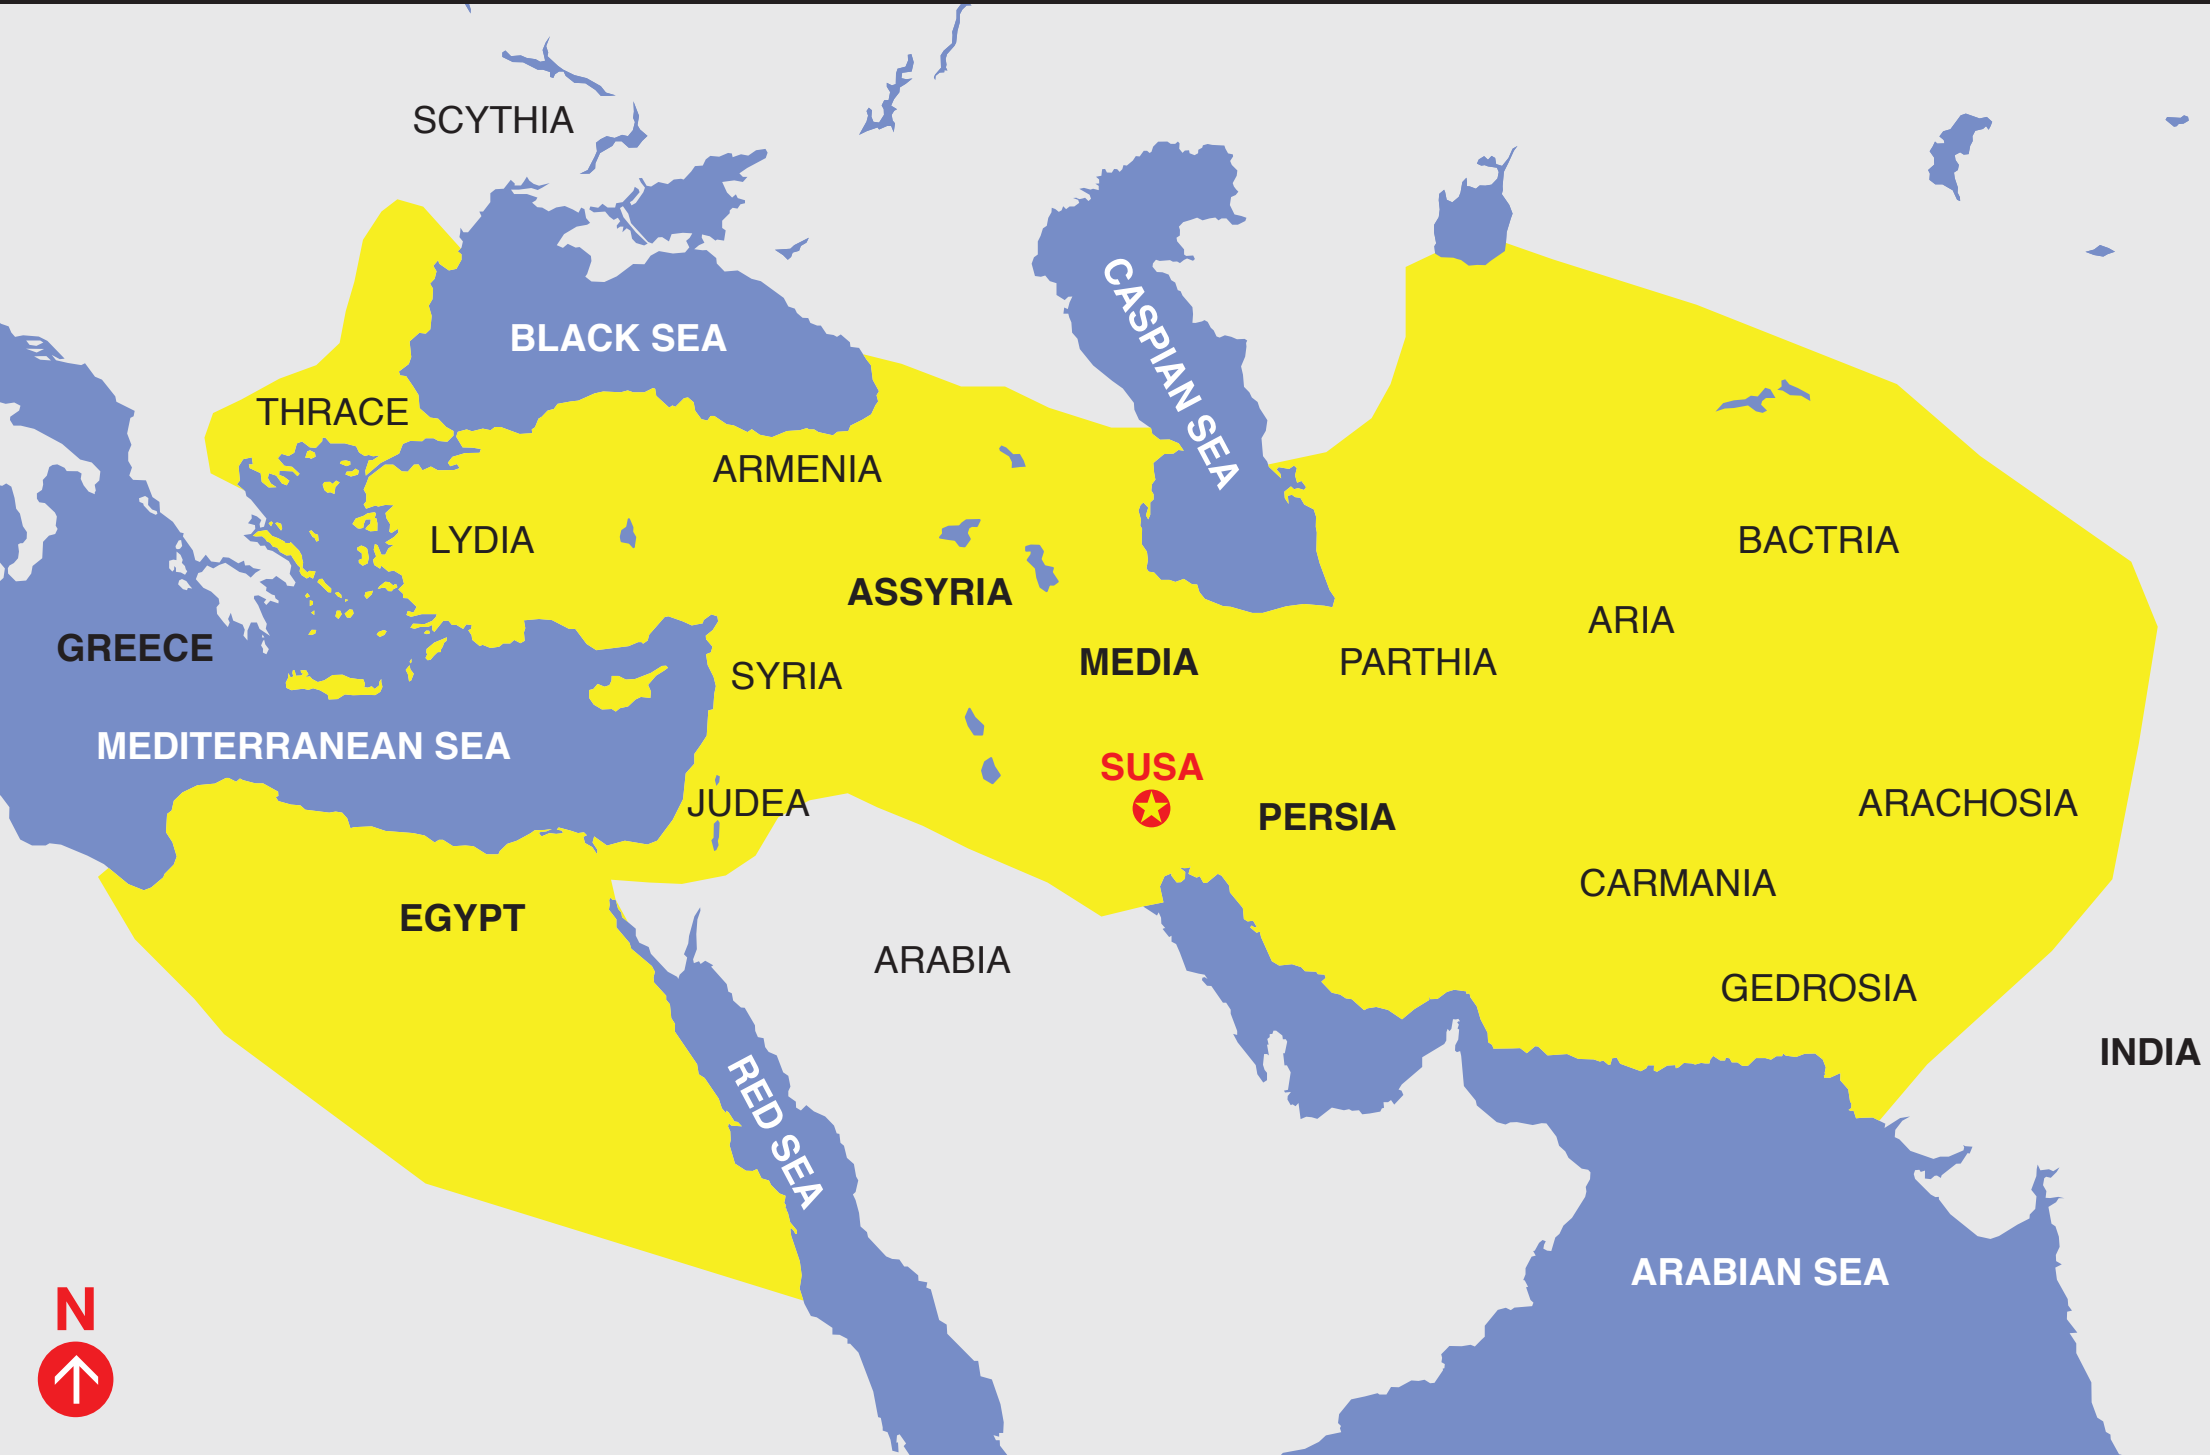 SCYTHIA
BLACK SEA
CASPIAN SEA
THRACE
ARMENIA
LYDIA
BACTRIA
ASSYRIA
ARIA
GREECE
MEDIA
PARTHIA
SYRIA
MEDITERRANEAN SEA
SUSA
JUDEA
PERSIA
ARACHOSIA
CARMANIA
EGYPT
ARABIA
GEDROSIA
INDIA
RED SEA
ARABIAN SEA
N